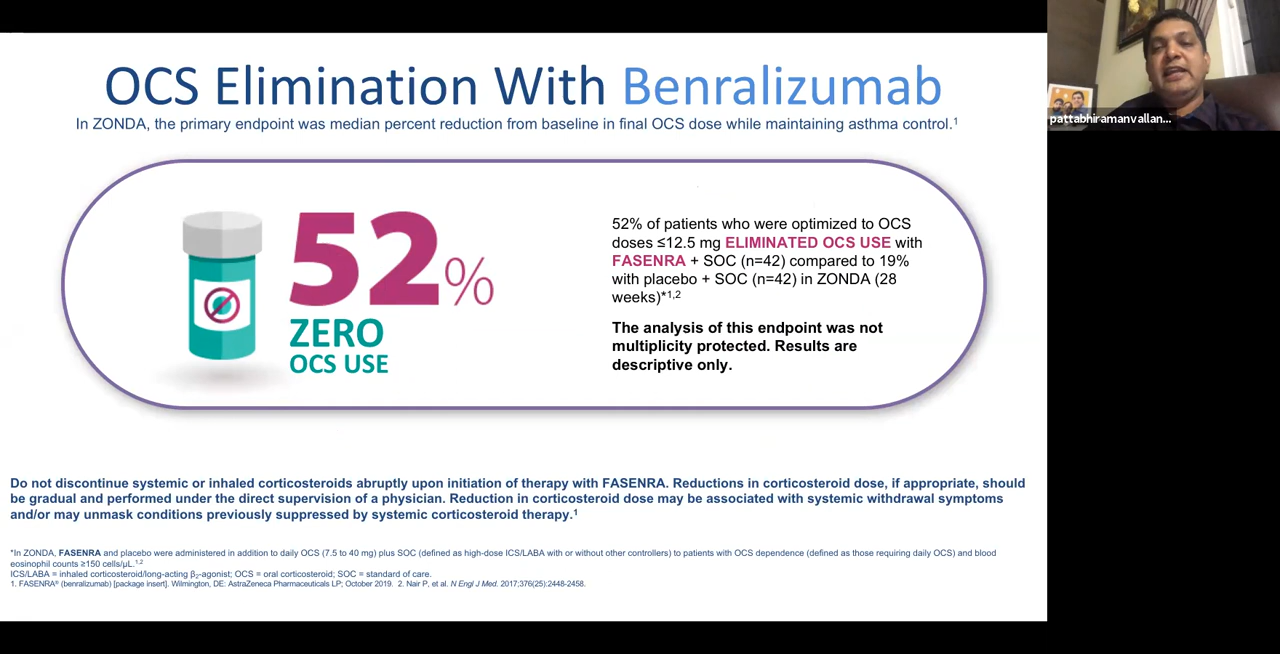 OCS Elimination With Benralizumab
In ZONDA, the primary endpoint was median percent reduction from baseline in final OCS dose while maintaining asthma control.1
52%
ZERO
OCS USE
52% of patients who were optimized to OCS
doses ≤12.5 mg ELIMINATED OCS USE with
FASENRA + SOC (n=42) compared to 19%
with placebo + SOC (n=42) in ZONDA (28
weeks)*1,2
The analysis of this endpoint was not
multiplicity protected. Results are
descriptive only.
Do not discontinue systemic or inhaled corticosteroids abruptly upon initiation of therapy with FASENRA. Reductions in corticosteroid dose, if appropriate, should
be gradual and performed under the direct supervision of a physician. Reduction in corticosteroid dose may be associated with systemic withdrawal symptoms
and/or may unmask conditions previously suppressed by systemic corticosteroid therapy.1
*In ZONDA, FASENRA and placebo were administered in addition to daily OCS (7.5 to 40 mg) plus SOC (defined as high-dose ICS/LABA with or without other controllers) to patients with OCS dependence (defined as those requiring daily OCS) and blood
eosinophil counts ≥150 cells/μL.1,2
ICS/LABA = inhaled corticosteroid/long-acting β2-agonist; OCS = oral corticosteroid; SOC = standard of care.
1. FASENRA® (benralizumab) [package insert]. Wilmington, DE: AstraZeneca Pharmaceuticals LP; October 2019. 2. Nair P, et al. N Engl J Med. 2017;376(25):2448-2458.
pattabhiramanvallan...